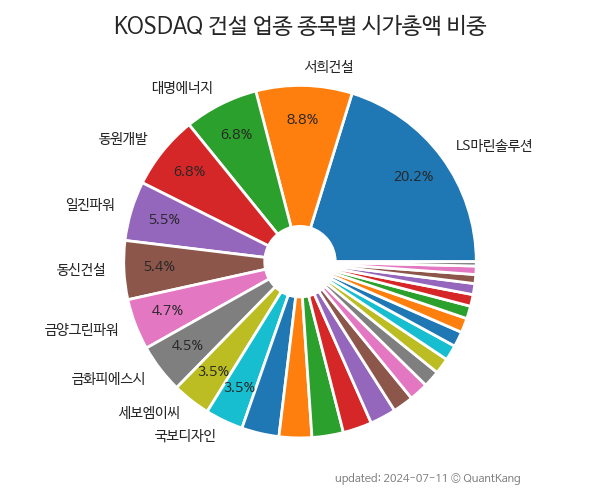 KOSDAQ 건설 업종 종목별 시가총액 비중
서희건설
대명에너지
8.8%
LS마린솔루션
동원개발
6.8%
6.8%
20.2%
일진파워
5.5%
동신건설
5.4%
금양그린파워
4.7%
4.5%
금화피에스시
3.5%
3.5%
세보엠이씨
국보디자인
updated: 2024-07-11 © QuantKang